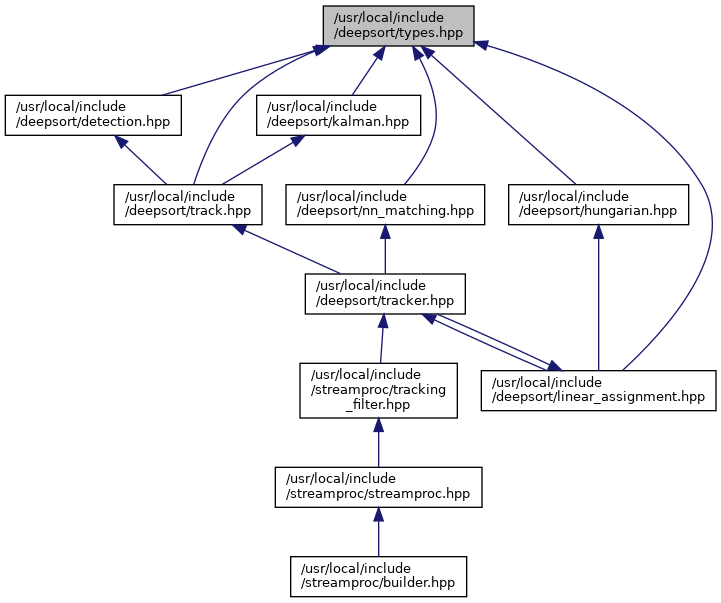 /usr/local/include
/deepsort/types.hpp
/usr/local/include
/deepsort/detection.hpp
/usr/local/include
/deepsort/kalman.hpp
/usr/local/include
/deepsort/track.hpp
/usr/local/include
/deepsort/nn_matching.hpp
/usr/local/include
/deepsort/hungarian.hpp
/usr/local/include
/deepsort/tracker.hpp
/usr/local/include
/streamproc/tracking
_filter.hpp
/usr/local/include
/deepsort/linear_assignment.hpp
/usr/local/include
/streamproc/streamproc.hpp
/usr/local/include
/streamproc/builder.hpp